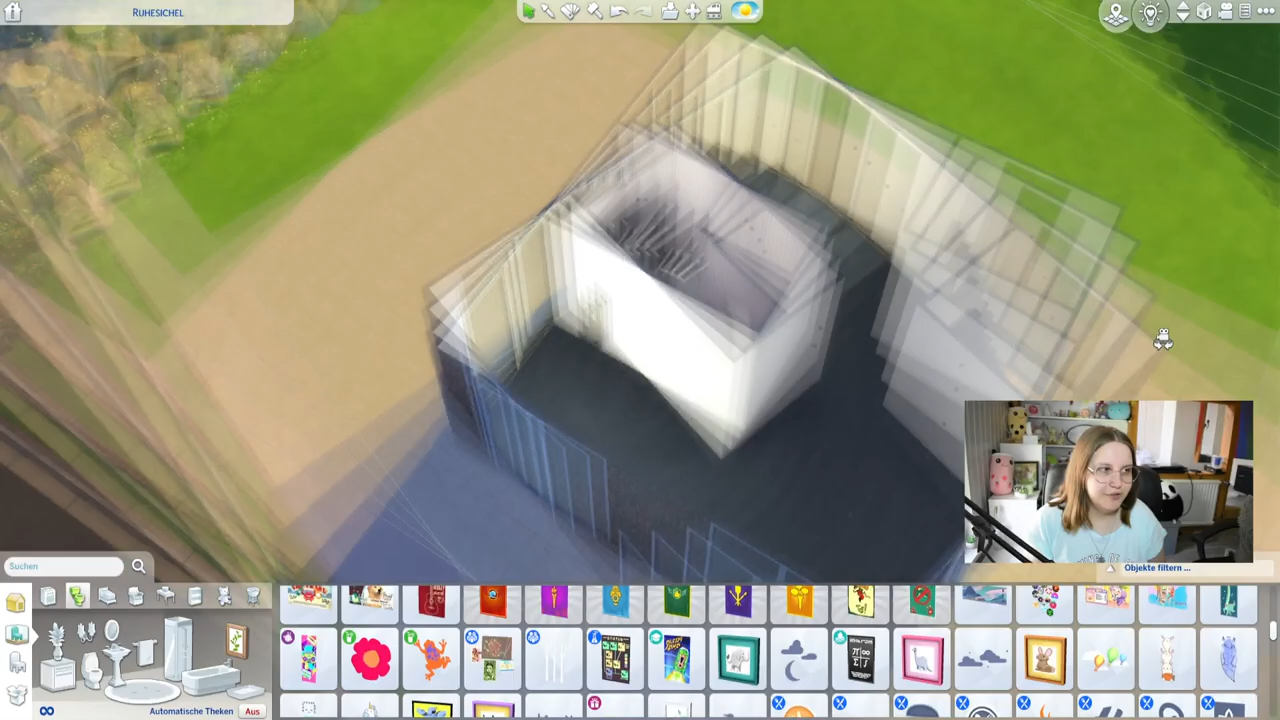 RUHESICHEL
Suchen
Objekte filtern ...
Automatische Theken
Aus